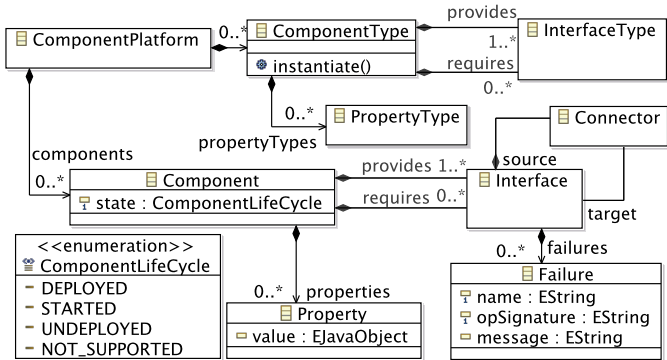 ComponentPlatform
0..*
ComponentType
instantiate()
provides
1..*
requires
0..*
InterfaceType
0..*
propertyTypes
PropertyType
Connector
components
0..*
Component
state : ComponentLifeCycle
provides 1..*
requires 0..*
source
Interface
target
<<enumeration>>
ComponentLifeCycle
DEPLOYED
STARTED
UNDEPLOYED
NOT_SUPPORTED
0..* properties
Property
value : EJavaObject
0..* failures
Failure
name : EString
opSignature : EString
message : EString